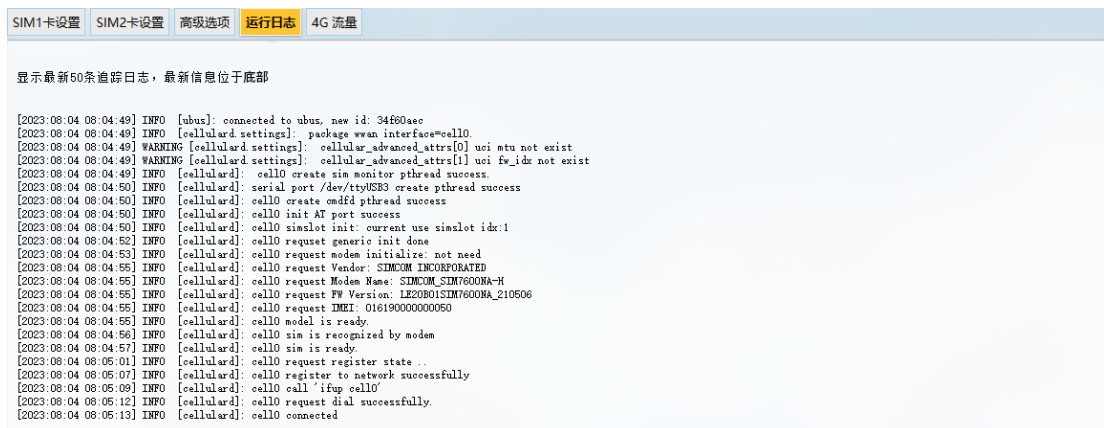 SIM1卡设置 SIM2卡设置 高级选项 运行日志 4G 流量
显示最新50条追踪日志，最新信息位于底部
[2023:08:04 08:04:49] INFO [ubus]: connected to ubus, new id: 34f60aec
[2023:08:04 08:04:49] INFO [cellulard.settings]: package wwan interface=cell0.
[2023:08:04 08:04:49] WARNING [cellulard.settings]: cellular_advanced_attrs[0] uci mtu not exist
[2023:08:04 08:04:49] WARNING [cellulard.settings]: cellular_advanced_attrs[1] uci fw_idx not exist
[2023:08:04 08:04:49] INFO [cellulard]: cell0 create sim monitor pthread success.
[2023:08:04 08:04:50] INFO [cellulard]: serial port /dev/ttyUSB3 create pthread success
[2023:08:04 08:04:50] INFO [cellulard]: cell0 create cmdfd pthread success
[2023:08:04 08:04:50] INFO [cellulard]: cell0 init AT port success
[2023:08:04 08:04:50] INFO [cellulard]: cell0 simslot init: current use simslot idx:1
[2023:08:04 08:04:52] INFO [cellulard]: cell0 requset generic init done
[2023:08:04 08:04:53] INFO [cellulard]: cell0 request modem initialize: not need
[2023:08:04 08:04:55] INFO [cellulard]: cell0 request Vendor: SIMCOM INCORPORATED
[2023:08:04 08:04:55] INFO [cellulard]: cell0 request Modem Name: SIMCOM_SIM7600NA-H
[2023:08:04 08:04:55] INFO [cellulard]: cell0 request FW Version: LE20B01SIM7600NA_210506
[2023:08:04 08:04:55] INFO [cellulard]: cell0 request IMEI: 016190000000050
[2023:08:04 08:04:55] INFO [cellulard]: cell0 model is ready.
[2023:08:04 08:04:56] INFO [cellulard]: cell0 sim is recognized by modem
[2023:08:04 08:04:57] INFO [cellulard]: cell0 sim is ready.
[2023:08:04 08:05:01] INFO [cellulard]: cell0 request register state ..
[2023:08:04 08:05:07] INFO [cellulard]: cell0 register to network successfully
[2023:08:04 08:05:09] INFO [cellulard]: cell0 call 'ifup cell0'
[2023:08:04 08:05:12] INFO [cellulard]: cell0 request dial successfully.
[2023:08:04 08:05:13] INFO [cellulard]: cell0 connected